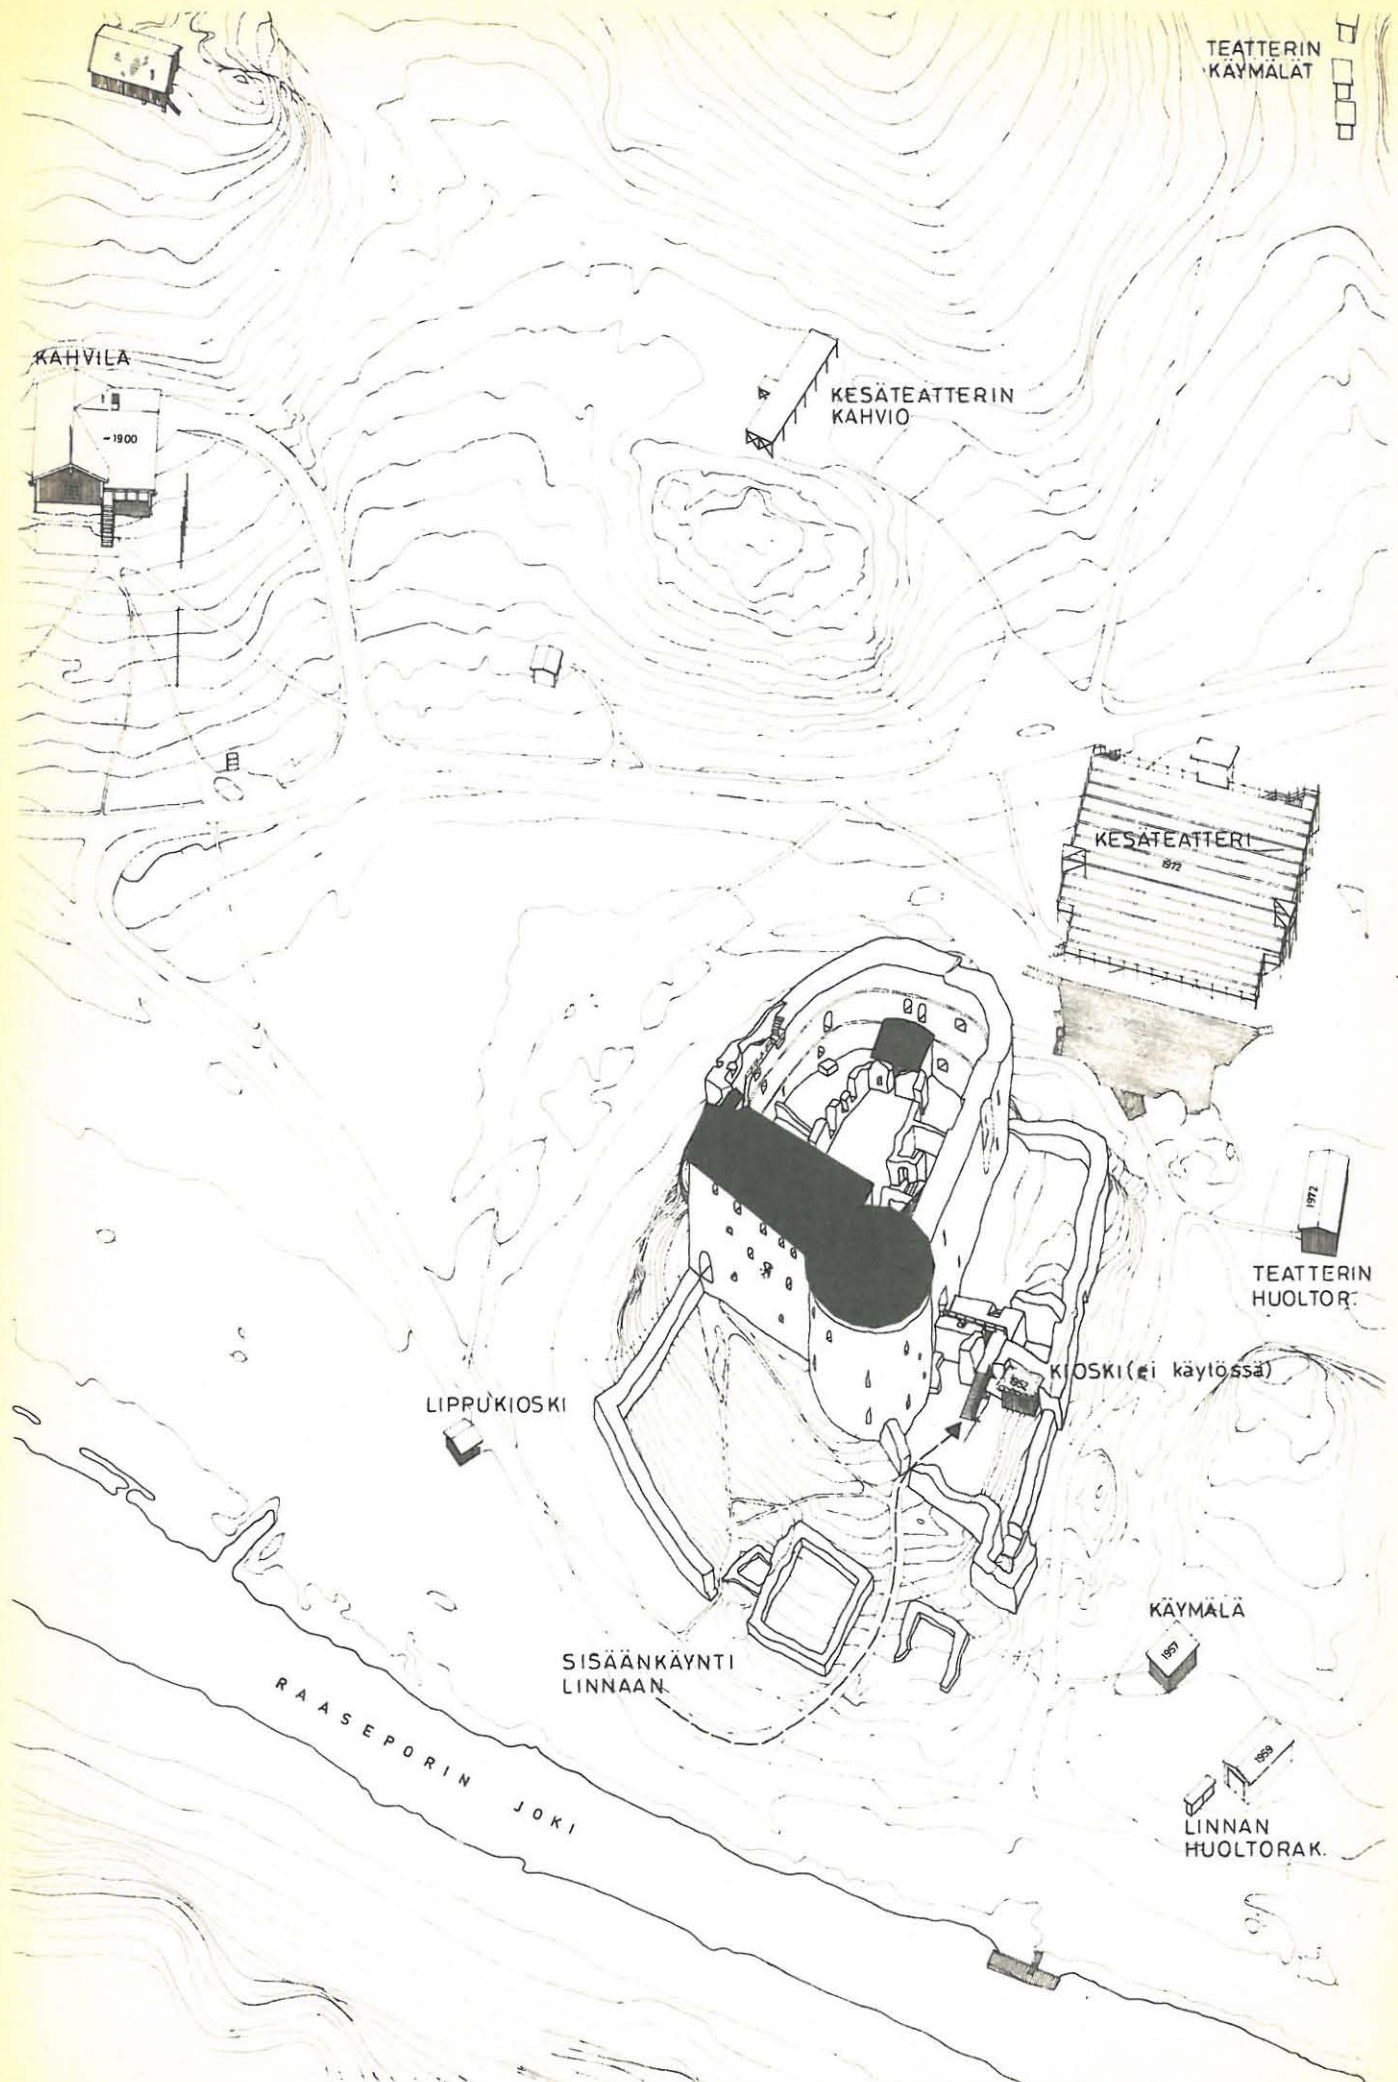 TEATTERIN
KÄYMÄLÄT
KAHVILA
~1900
KESÄTEATTERIN
KAHVIO
KESÄTEATTERI
1972
1972
TEATTERIN
HUOLTOR.
KIOSKI (ei käytössä)
1952
LIPPUKIOSKI
KÄYMÄLÄ
1957
SISÄÄNKÄYNTI
LINNAAN
RAASEPORIN JOKI
1959
LINNAN
HUOLTORAK.